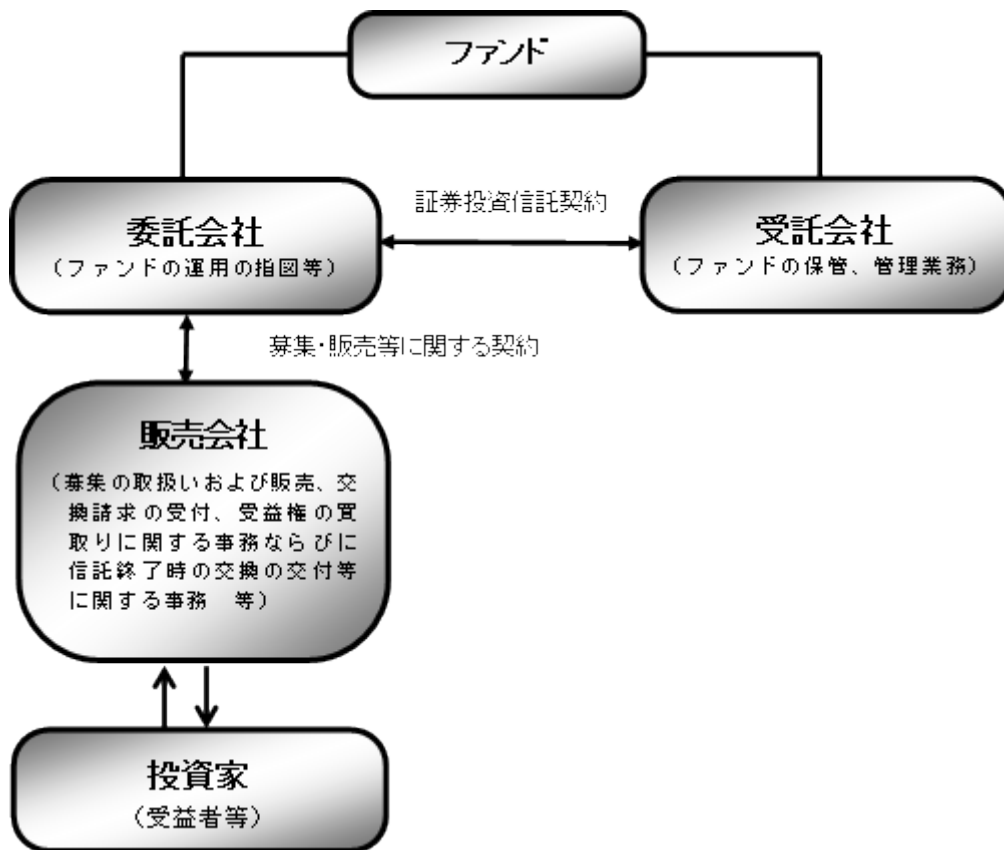 ファンド
証券投資信託契約
委託会社
（ファンドの運用の指図等）
受託会社
（ファンドの保管、管理業務）
募集・販売等に関する契約
販売会社
（募集の取扱いおよび販売、交
換請求の受付、受益権の買
取りに関する事務ならびに
信託終了時の交換の交付等
に関する事務　等）
投資家
（受益者等）